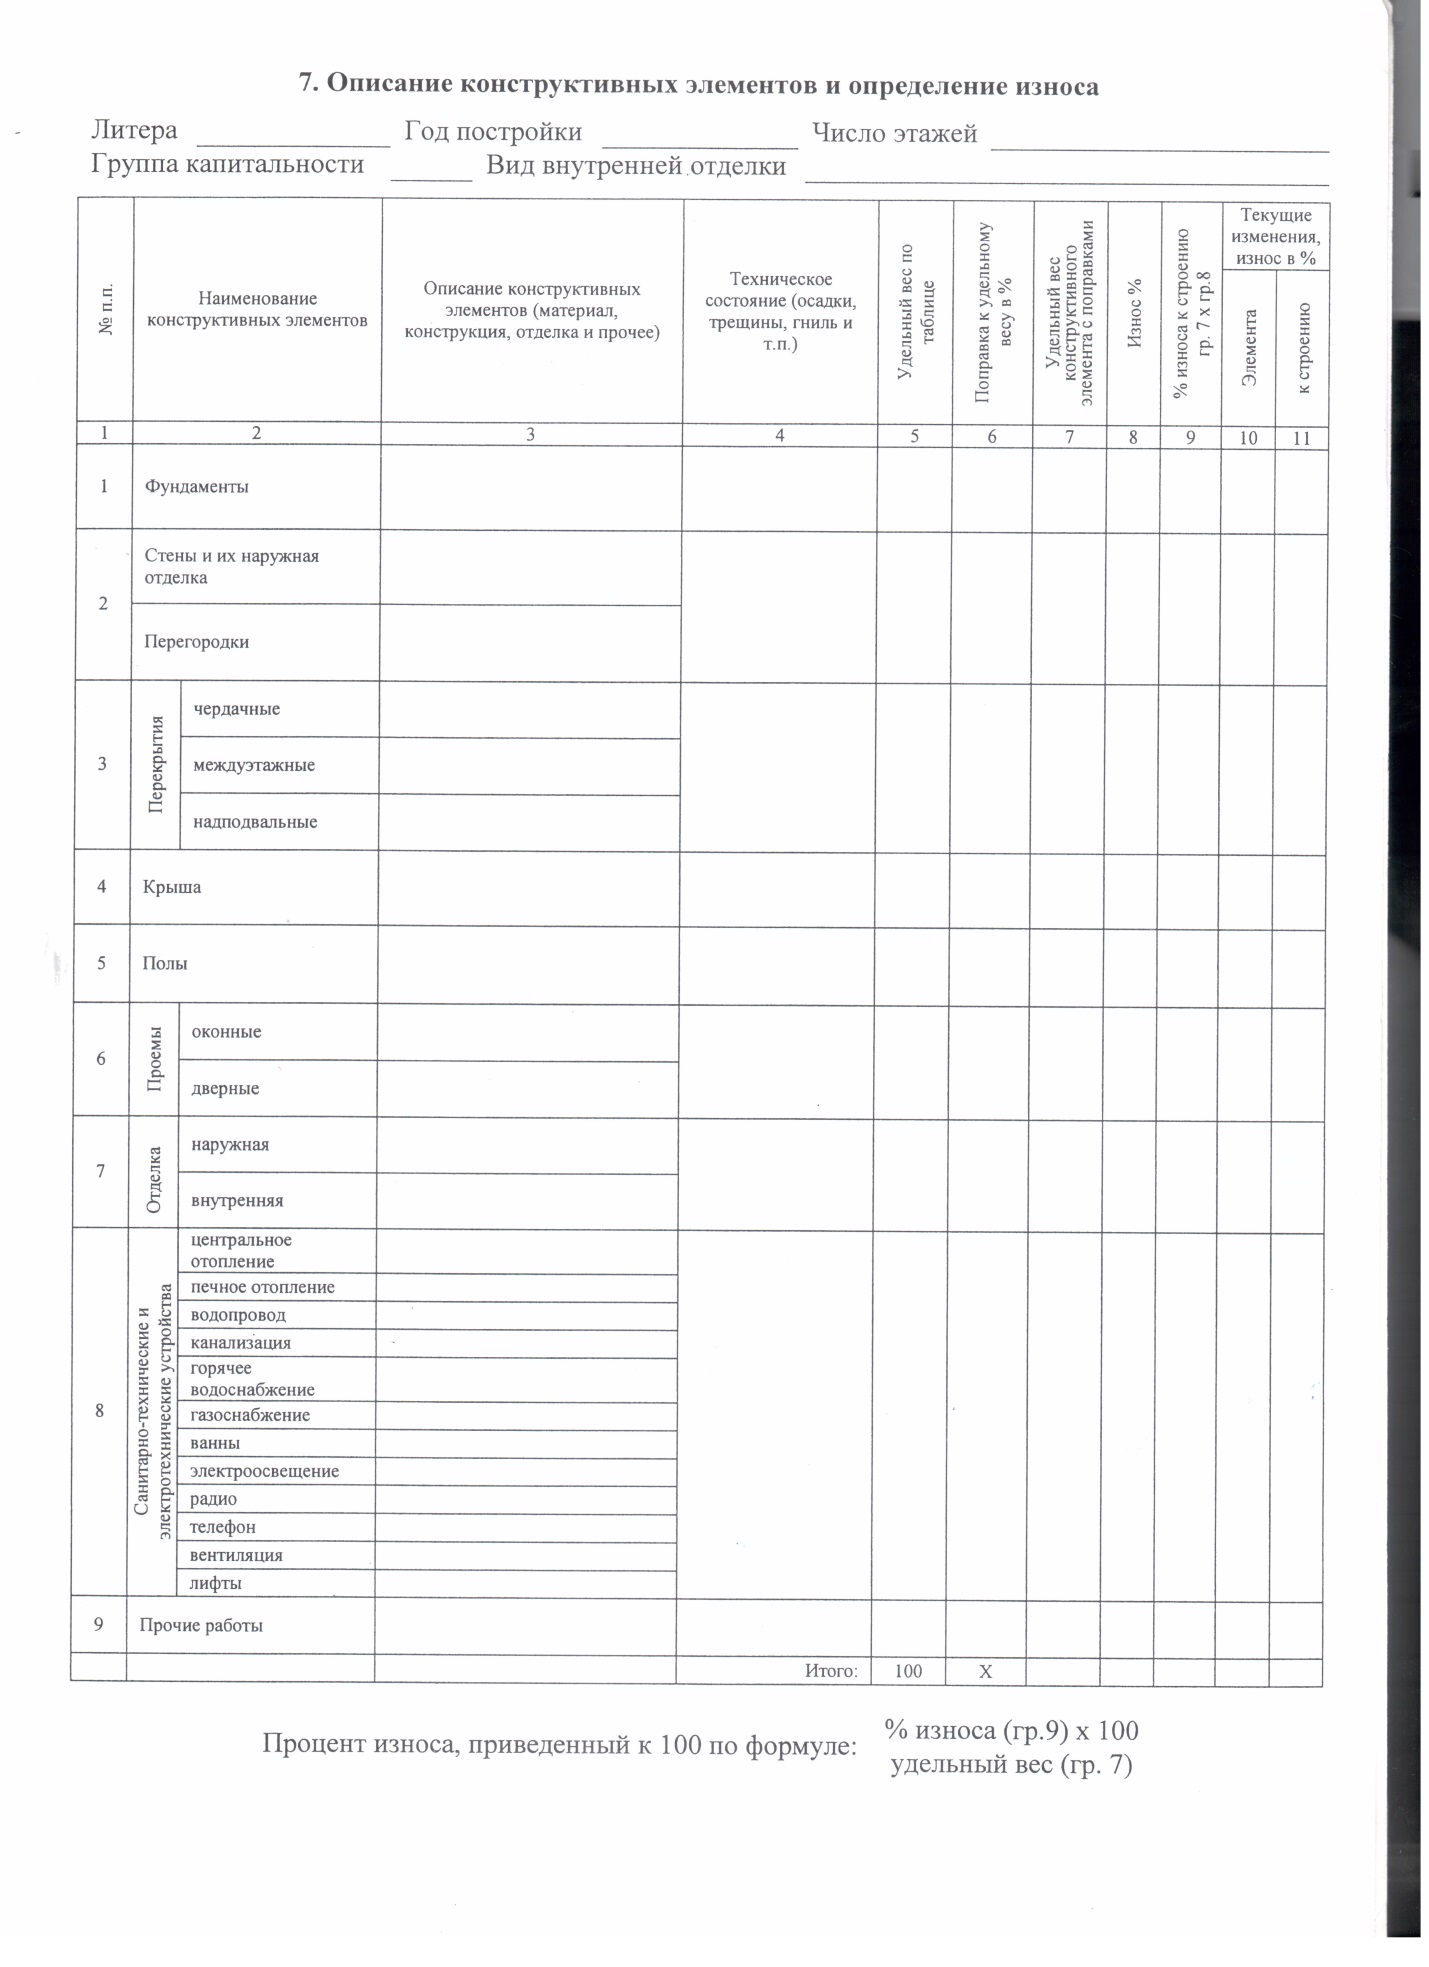 7. Описание конструктивных элементов и определение износа
Литера ______ Год постройки ______ Число этажей ______
Группа капитальности ______ Вид внутренней отделки ______
№ п.п.
Наименование
конструктивных элементов
Описание конструктивных
элементов (материал,
конструкция, отделка и прочее)
Техническое
состояние (осадки,
трещины, гниль и
т.п.)
Удельный вес по
таблице
Поправка к удельному
весу в %
Удельный вес
конструктивного
элемента с поправками
Износ %
% износа к строению
гр. 7 х гр.8
Текущие
изменения,
износ в %
Элемента
к строению
1 2 3 4 5 6 7 8 9 10 11
1 Фундаменты
2
Стены и их наружная
отделка
Перегородки
3
Перекрытия
чердачные
междуэтажные
надподвальные
4 Крыша
5 Полы
6
Проемы
оконные
дверные
7
Отделка
наружная
внутренняя
8
Санитарно-технические и
электротехнические устройства
центральное
отопление
печное отопление
водопровод
канализация
горячее
водоснабжение
газоснабжение
ванны
электроосвещение
радио
телефон
вентиляция
лифты
9 Прочие работы
Итого: 100 Х
Процент износа, приведенный к 100 по формуле:
% износа (гр.9) х 100
удельный вес (гр. 7)